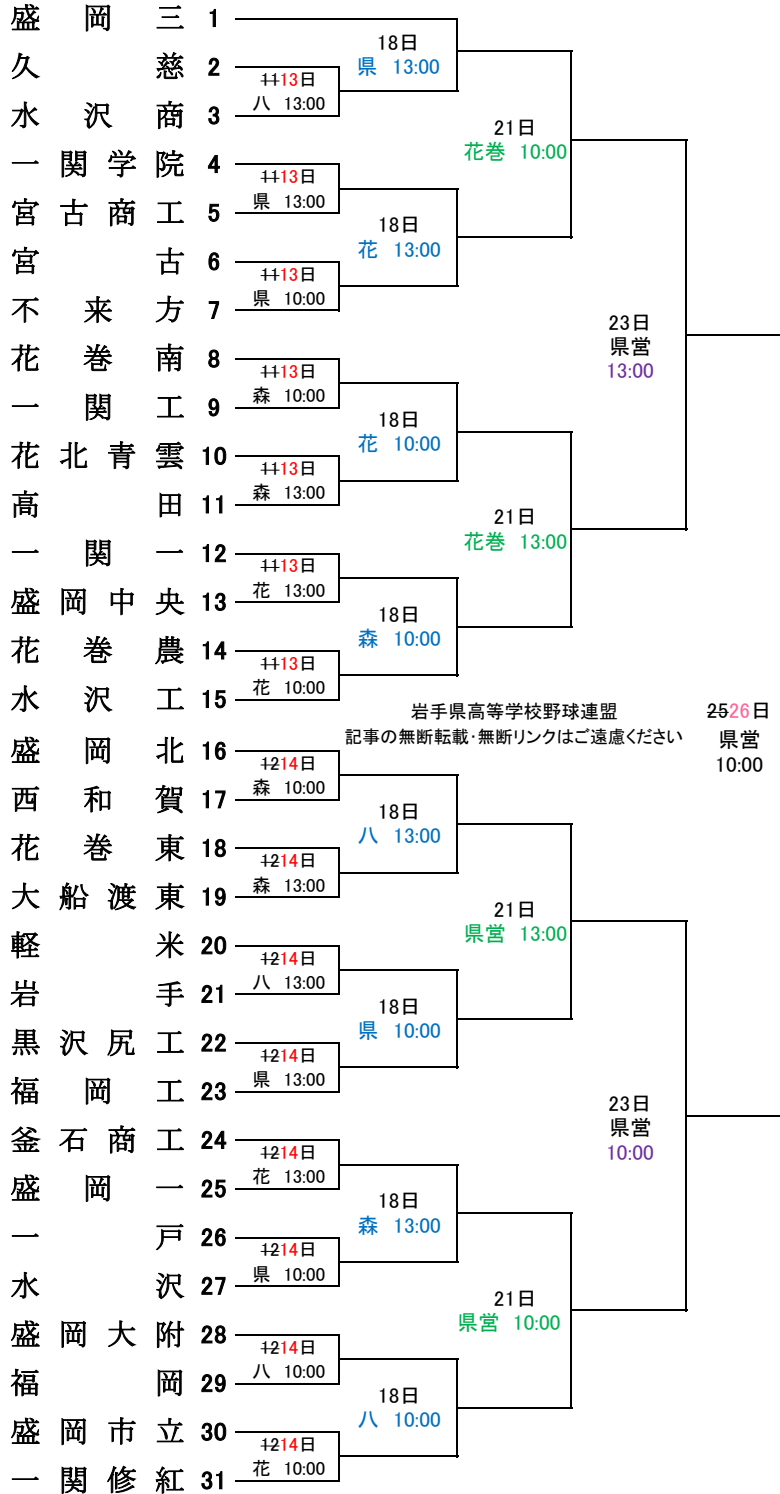 盛岡三 1
18日
久慈 2
県 13:00
1113日
八 13:00
水沢商 3
21日
花巻 10:00
一関学院 4
1113日
県 13:00
宮古商工 5
18日
花 13:00
宮古 6
1113日
県 10:00
不来方 7
23日
県営
13:00
花巻南 8
1113日
森 10:00
一関工 9
18日
花 10:00
花北青雲 10
1113日
森 13:00
高田 11
21日
花巻 13:00
一関一 12
1113日
花 13:00
盛岡中央 13
18日
森 10:00
花巻農 14
1113日
花 10:00
水沢工 15
岩手県高等学校野球連盟
記事の無断転載・無断リンクはご遠慮ください
2526日
県営
10:00
盛岡北 16
1214日
森 10:00
西和賀 17
18日
八 13:00
花巻東 18
1214日
森 13:00
大船渡東 19
21日
県営 13:00
軽米 20
1214日
八 13:00
岩手 21
18日
県 10:00
黒沢尻工 22
1214日
県 13:00
福岡工 23
23日
県営
10:00
釜石商工 24
1214日
花 13:00
盛岡一 25
18日
森 13:00
一戸 26
1214日
県 10:00
水沢 27
21日
県営 10:00
盛岡大附 28
1214日
八 10:00
福岡 29
18日
八 10:00
盛岡市立 30
1214日
花 10:00
一関修紅 31